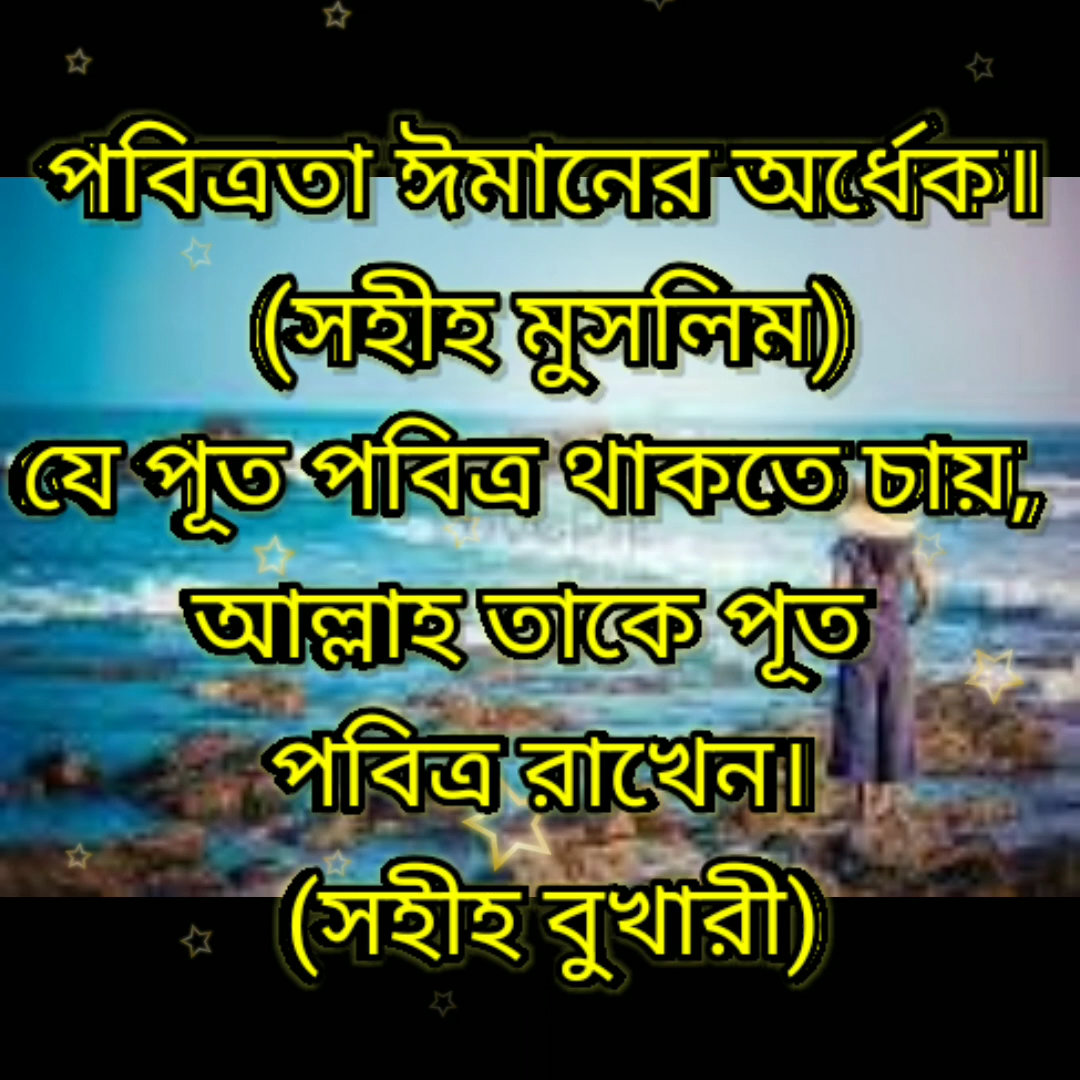 পবিত্রতা ঈমানের অর্ধেক॥
(সহীহ মুসলিম)
যে পূত পবিত্র থাকতে চায়,,
আল্লাহ তাকে পূত
পবিত্র রাখেন।
(সহীহ বুখারী)